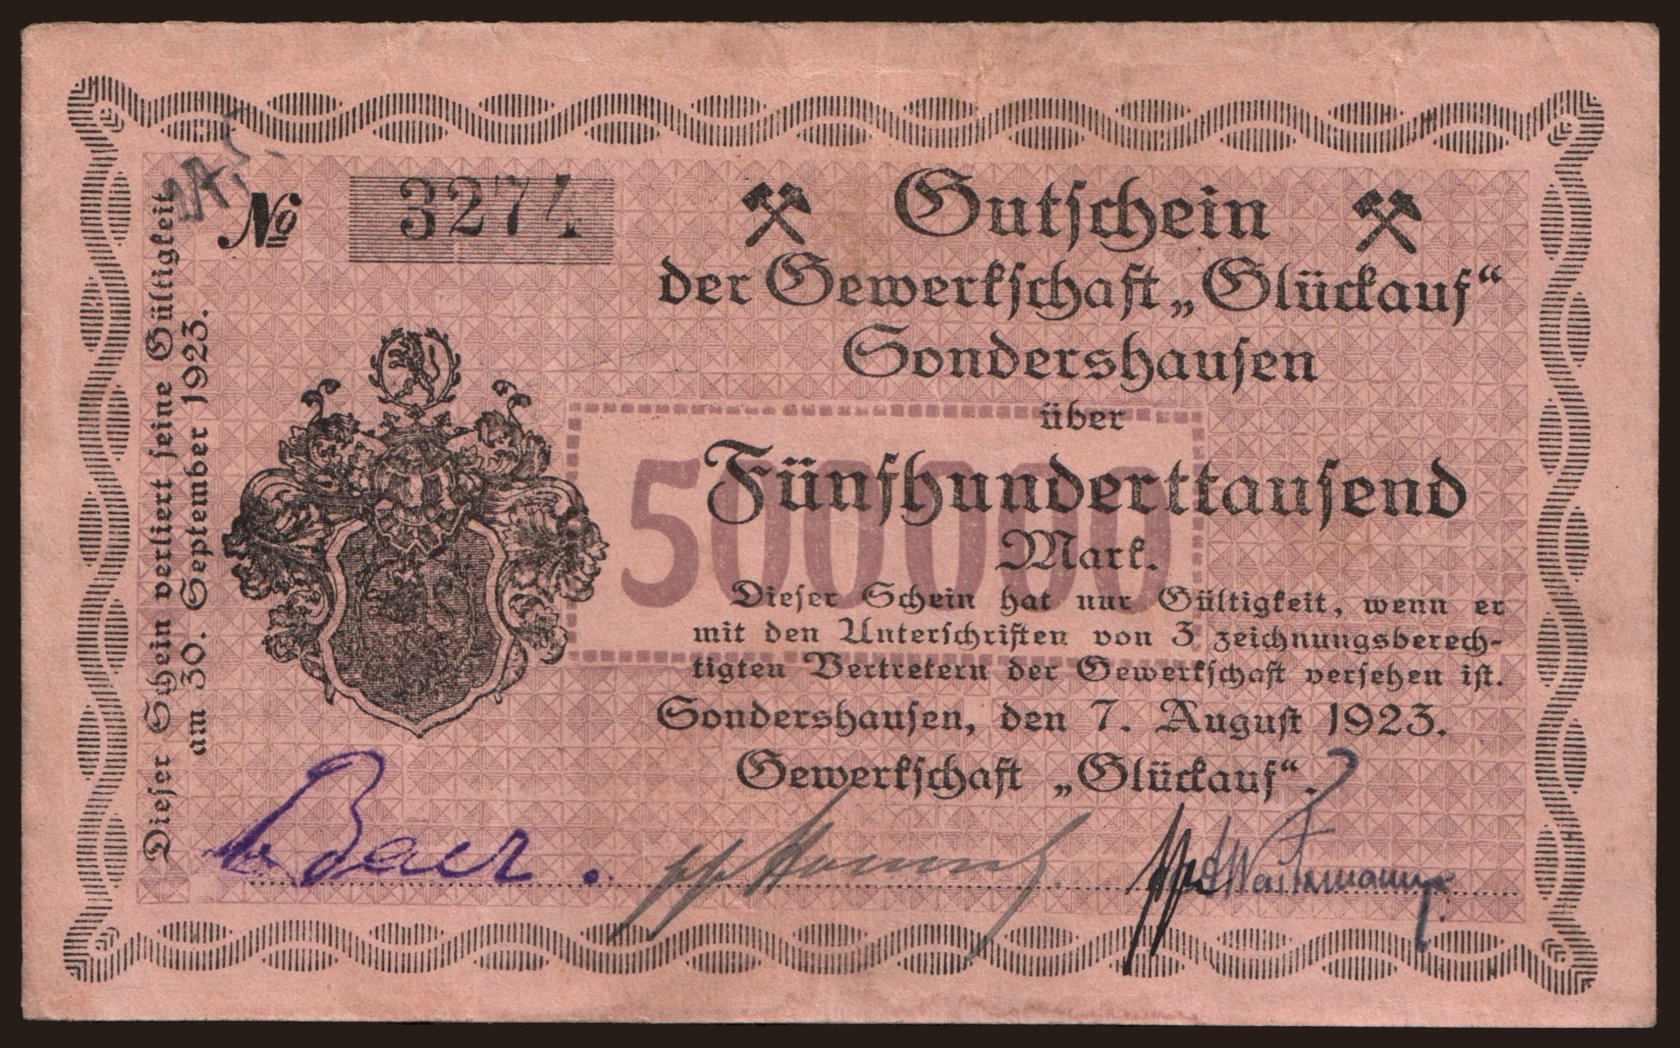 No 3274
Gutschein
der Gewerkschaft „Glückauf“
Sondershausen
über
Fünfhunderttausend
500000
Mark.
Dieser Schein hat nur Gültigkeit, wenn er
mit den Unterschriften von 3 zeichnungsberech-
tigten Vertretern der Gewerkschaft versehen ist.
Sondershausen, den 7. August 1923.
Gewerkschaft „Glückauf“.
Dieser Schein verliert seine Gültigkeit
am 30. September 1923.
Baer.